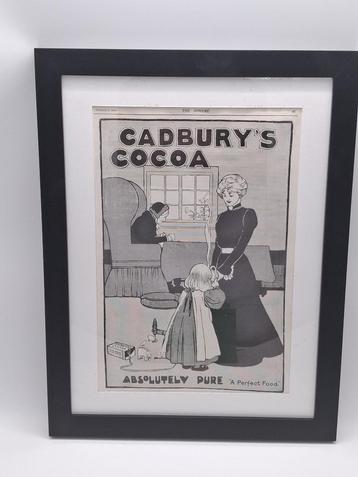 THE SPHERE
CADBURY'S
COCOA
ABSOLUTELY PURE "A Perfect Food."